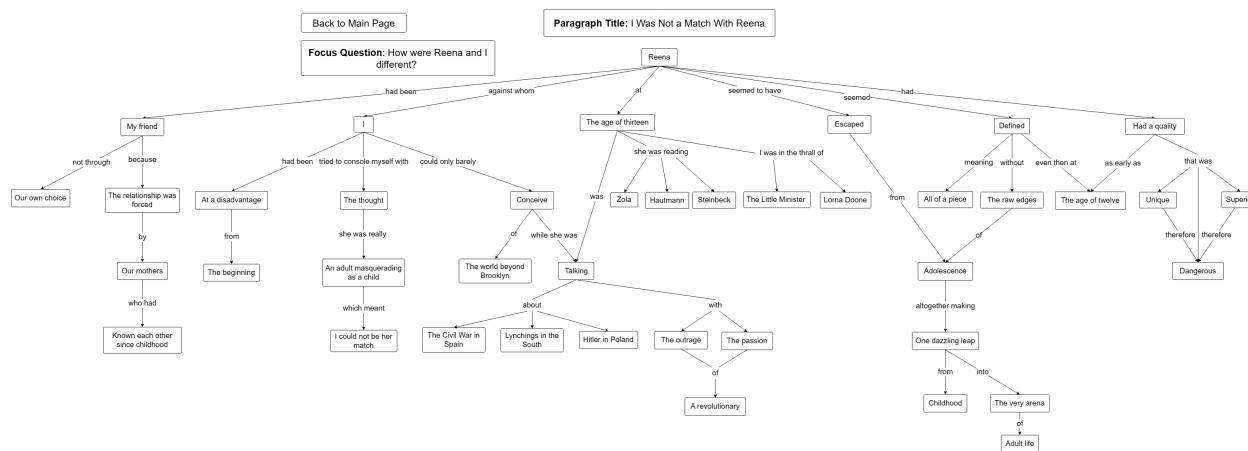 Back to Main Page
Paragraph Title: I Was Not a Match With Reena
Focus Question: How were Reena and I
different?
Reena
had been
against whom
at
seemed to have
seemed
had
My friend
I
The age of thirteen
Escaped
Defined
Had a quality
not through
because
had been
tried to console myself with
could only barely
she was reading
I was in the thrall of
meaning
without
even then at
as early as
that was
Our own choice
The relationship was
forced
At a disadvantage
The thought
Conceive
was
Zola
Hautmann
Steinbeck
The Little Minister
Lorna Doone
from
All of a piece
The raw edges
The age of twelve
Unique
by
from
she was really
of
while she was
of
therefore
therefore
Our mothers
The beginning
An adult masquerading
as a child
The world beyond
Brooklyn
Talking
Adolescence
Dangerous
who had
which meant
about
with
altogether making
Known each other
since childhood
I could not be her
match
The Civil War in
Spain
Lynchings in the
South
Hitler in Poland
The outrage
The passion
One dazzling leap
of
from
into
A revolutionary
Childhood
The very arena
of
Adult life